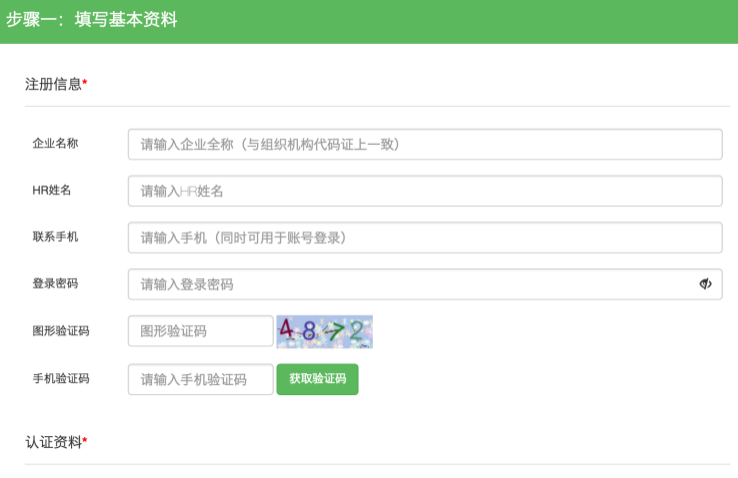 步骤一：填写基本资料
注册信息*
企业名称 请输入企业全称（与组织机构代码证上一致）
HR姓名 请输入HR姓名
联系手机 请输入手机（同时可用于账号登录）
登录密码 请输入登录密码
图形验证码 图形验证码
手机验证码 请输入手机验证码 获取验证码
认证资料*